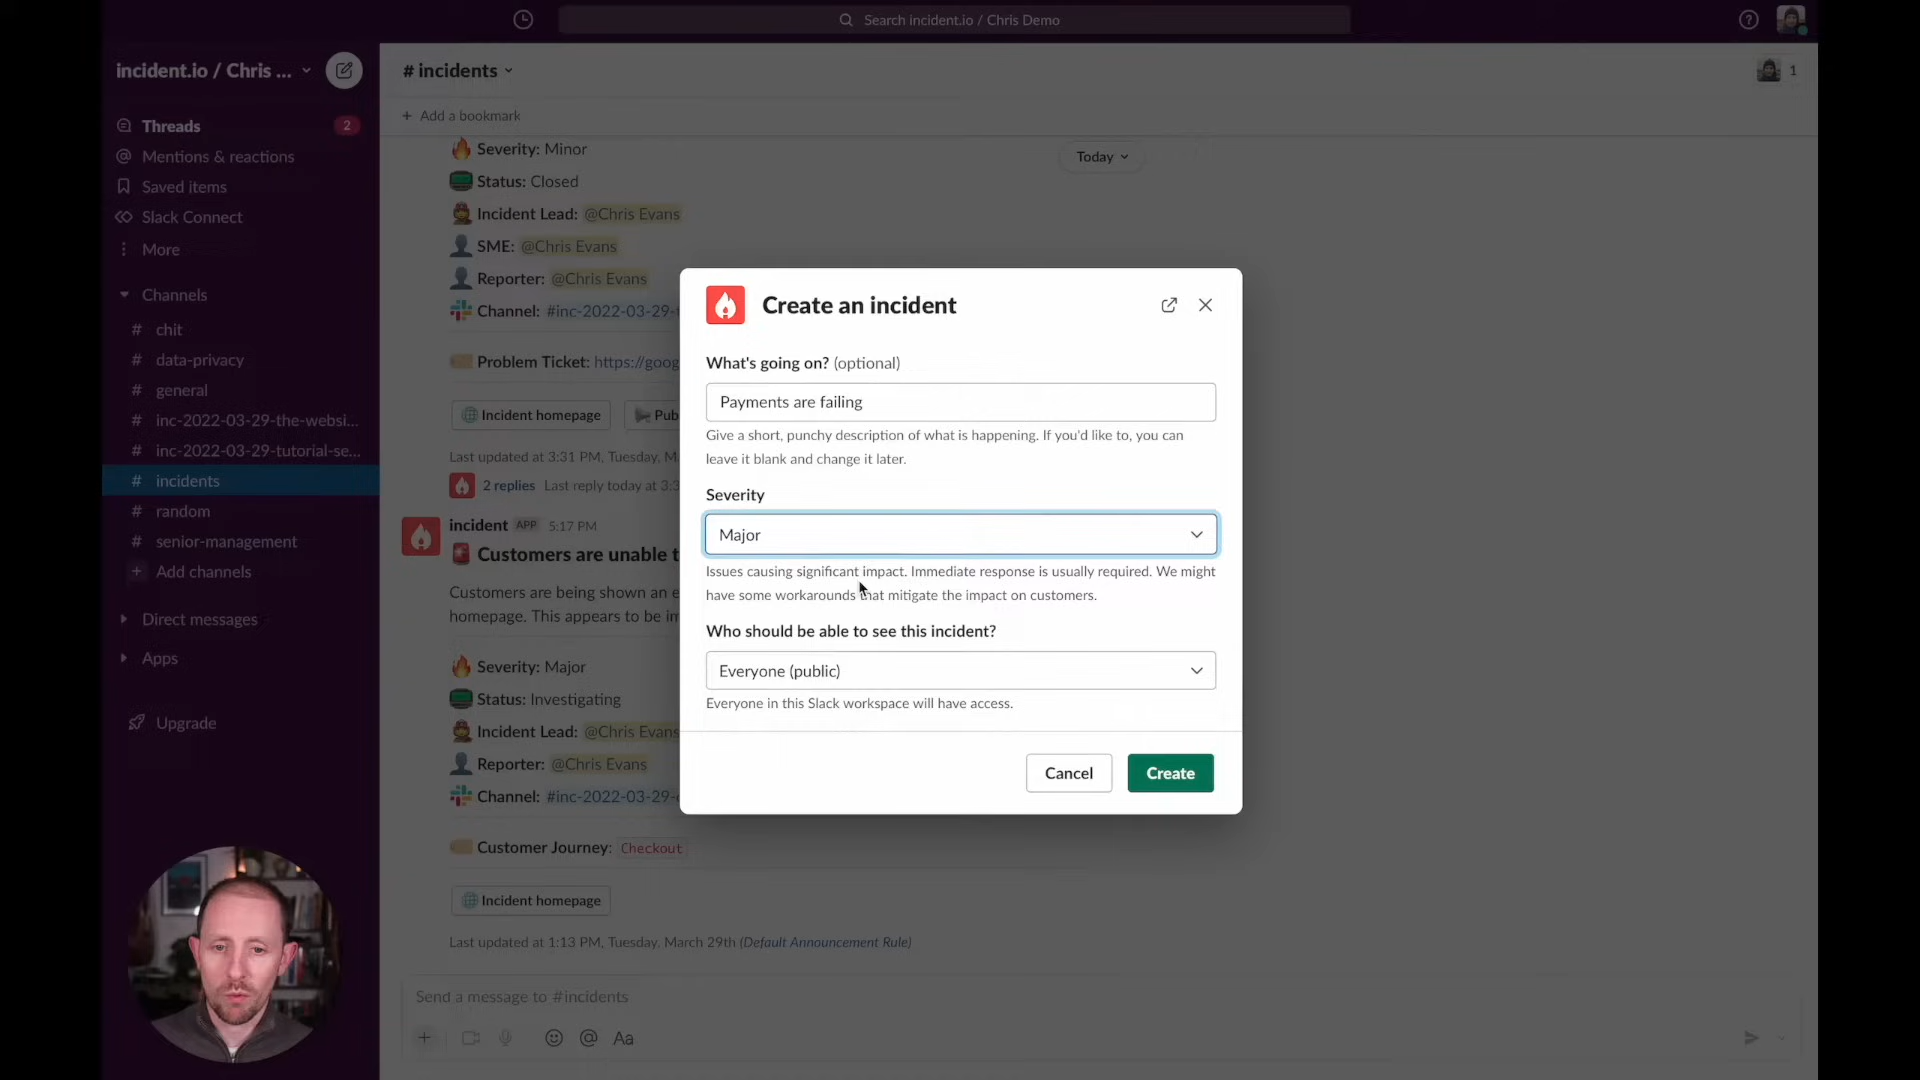 Search incident.io / Chris Demo
incident.io / Chris ...
Threads
2
Mentions & reactions
Saved items
Slack Connect
More
Channels
# chit
# data-privacy
# general
# inc-2022-03-29-the-websi...
# inc-2022-03-29-tutorial-se...
# incidents
# random
# senior-management
+ Add channels
Direct messages
Apps
Upgrade
# incidents
1
+ Add a bookmark
Today
Severity: Minor
Status: Closed
Incident Lead: @Chris Evans
SME: @Chris Evans
Reporter: @Chris Evans
Channel: #inc-2022-03-29-
Problem Ticket: https://goog
Incident homepage
Pub
Last updated at 3:31 PM, Tuesday, M
2 replies Last reply today at 3:3
incident APP 5:17 PM
Customers are unable t
Customers are being shown an e
homepage. This appears to be im
Severity: Major
Status: Investigating
Incident Lead: @Chris Evans
Reporter: @Chris Evans
Channel: #inc-2022-03-29-
Customer Journey: Checkout
Incident homepage
Last updated at 1:13 PM, Tuesday, March 29th (Default Announcement Rule)
Send a message to #incidents
Aa
Create an incident
What's going on? (optional)
Payments are failing
Give a short, punchy description of what is happening. If you'd like to, you can
leave it blank and change it later.
Severity
Major
Issues causing significant impact. Immediate response is usually required. We might
have some workarounds that mitigate the impact on customers.
Who should be able to see this incident?
Everyone (public)
Everyone in this Slack workspace will have access.
Cancel
Create